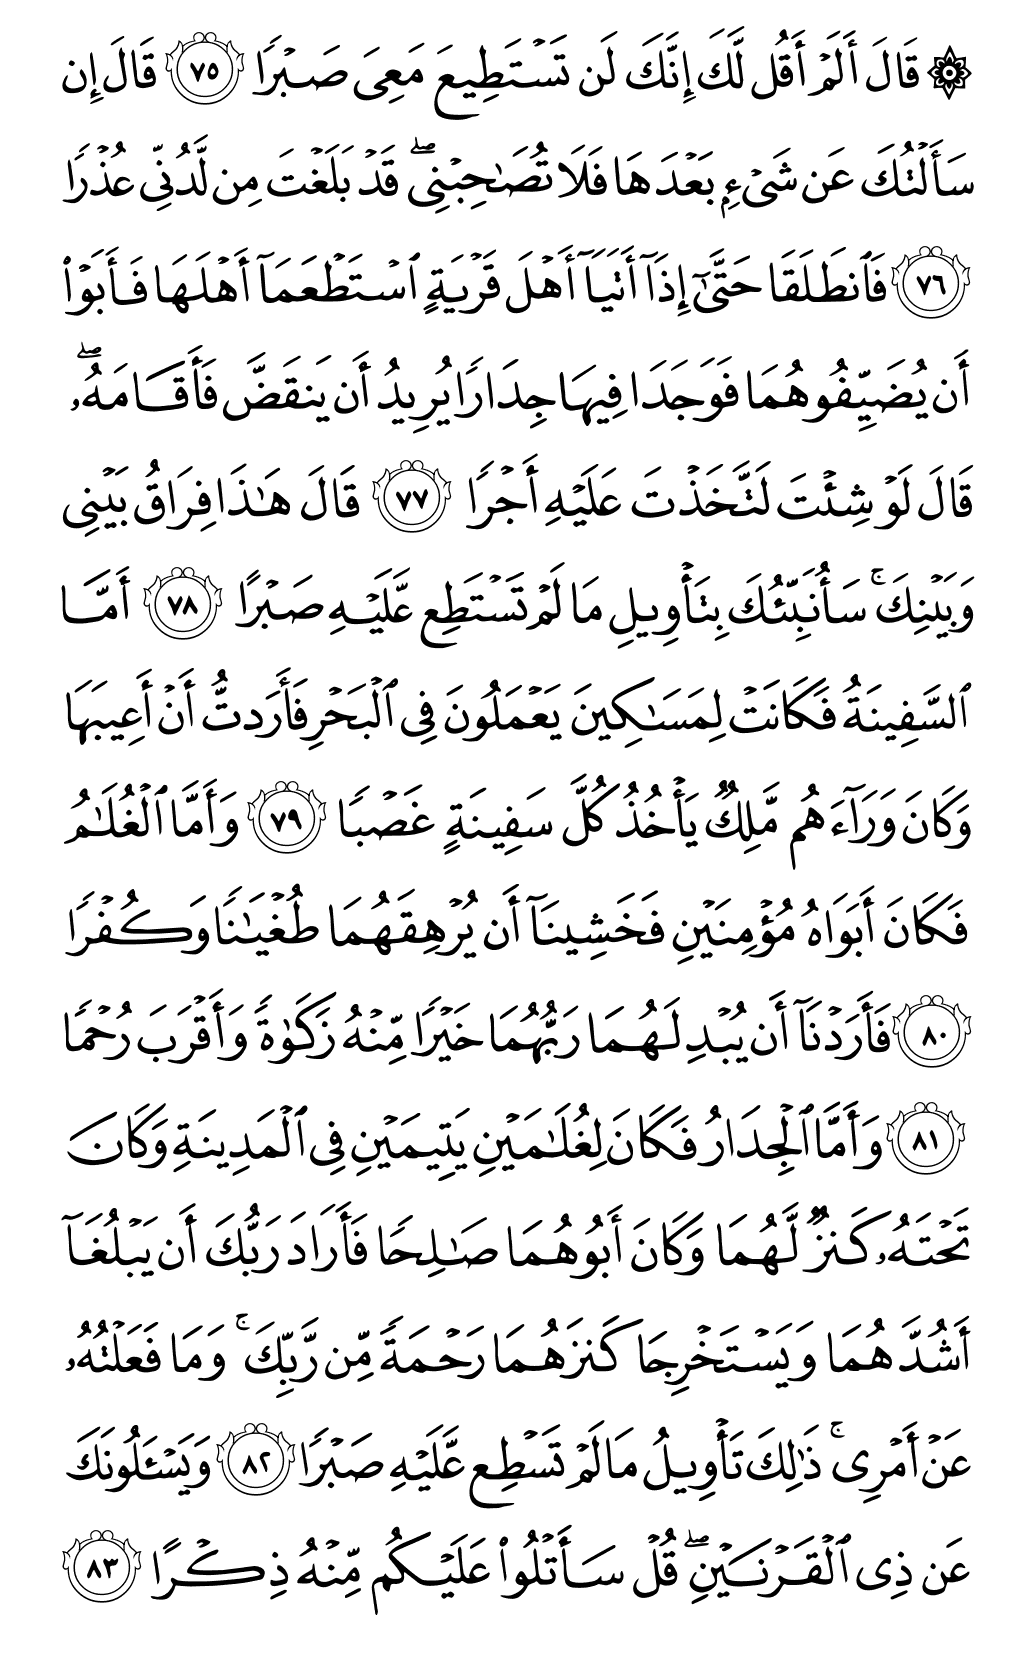 ۞ قَالَ أَلَمۡ أَقُل لَّكَ إِنَّكَ لَن تَسۡتَطِيعَ مَعِيَ صَبۡرٗا ٧٥ قَالَ إِن
سَأَلۡتُكَ عَن شَيۡءِۭ بَعۡدَهَا فَلَا تُصَٰحِبۡنِيۖ قَدۡ بَلَغۡتَ مِن لَّدُنِّي عُذۡرٗا
٧٦ فَٱنطَلَقَا حَتَّىٰٓ إِذَآ أَتَيَآ أَهۡلَ قَرۡيَةٍ ٱسۡتَطۡعَمَآ أَهۡلَهَا فَأَبَوۡاْ
أَن يُضَيِّفُوهُمَا فَوَجَدَا فِيهَا جِدَارٗا يُرِيدُ أَن يَنقَضَّ فَأَقَامَهُۥۖ
قَالَ لَوۡ شِئۡتَ لَتَّخَذۡتَ عَلَيۡهِ أَجۡرٗا ٧٧ قَالَ هَٰذَا فِرَاقُ بَيۡنِي
وَبَيۡنِكَۚ سَأُنَبِّئُكَ بِتَأۡوِيلِ مَا لَمۡ تَسۡتَطِع عَّلَيۡهِ صَبۡرًا ٧٨ أَمَّا
ٱلسَّفِينَةُ فَكَانَتۡ لِمَسَٰكِينَ يَعۡمَلُونَ فِي ٱلۡبَحۡرِ فَأَرَدتُّ أَنۡ أَعِيبَهَا
وَكَانَ وَرَآءَهُم مَّلِكٞ يَأۡخُذُ كُلَّ سَفِينَةٍ غَصۡبٗا ٧٩ وَأَمَّا ٱلۡغُلَٰمُ
فَكَانَ أَبَوَاهُ مُؤۡمِنَيۡنِ فَخَشِينَآ أَن يُرۡهِقَهُمَا طُغۡيَٰنٗا وَكُفۡرٗا
٨٠ فَأَرَدۡنَآ أَن يُبۡدِلَهُمَا رَبُّهُمَا خَيۡرٗا مِّنۡهُ زَكَوٰةٗ وَأَقۡرَبَ رُحۡمٗا
٨١ وَأَمَّا ٱلۡجِدَارُ فَكَانَ لِغُلَٰمَيۡنِ يَتِيمَيۡنِ فِي ٱلۡمَدِينَةِ وَكَانَ
تَحۡتَهُۥ كَنزٞ لَّهُمَا وَكَانَ أَبُوهُمَا صَٰلِحٗا فَأَرَادَ رَبُّكَ أَن يَبۡلُغَآ
أَشُدَّهُمَا وَيَسۡتَخۡرِجَا كَنزَهُمَا رَحۡمَةٗ مِّن رَّبِّكَۚ وَمَا فَعَلۡتُهُۥ
عَنۡ أَمۡرِيۚ ذَٰلِكَ تَأۡوِيلُ مَا لَمۡ تَسۡطِع عَّلَيۡهِ صَبۡرٗا ٨٢ وَيَسۡـَٔلُونَكَ
عَن ذِي ٱلۡقَرۡنَيۡنِۖ قُلۡ سَأَتۡلُواْ عَلَيۡكُم مِّنۡهُ ذِكۡرًا ٨٣